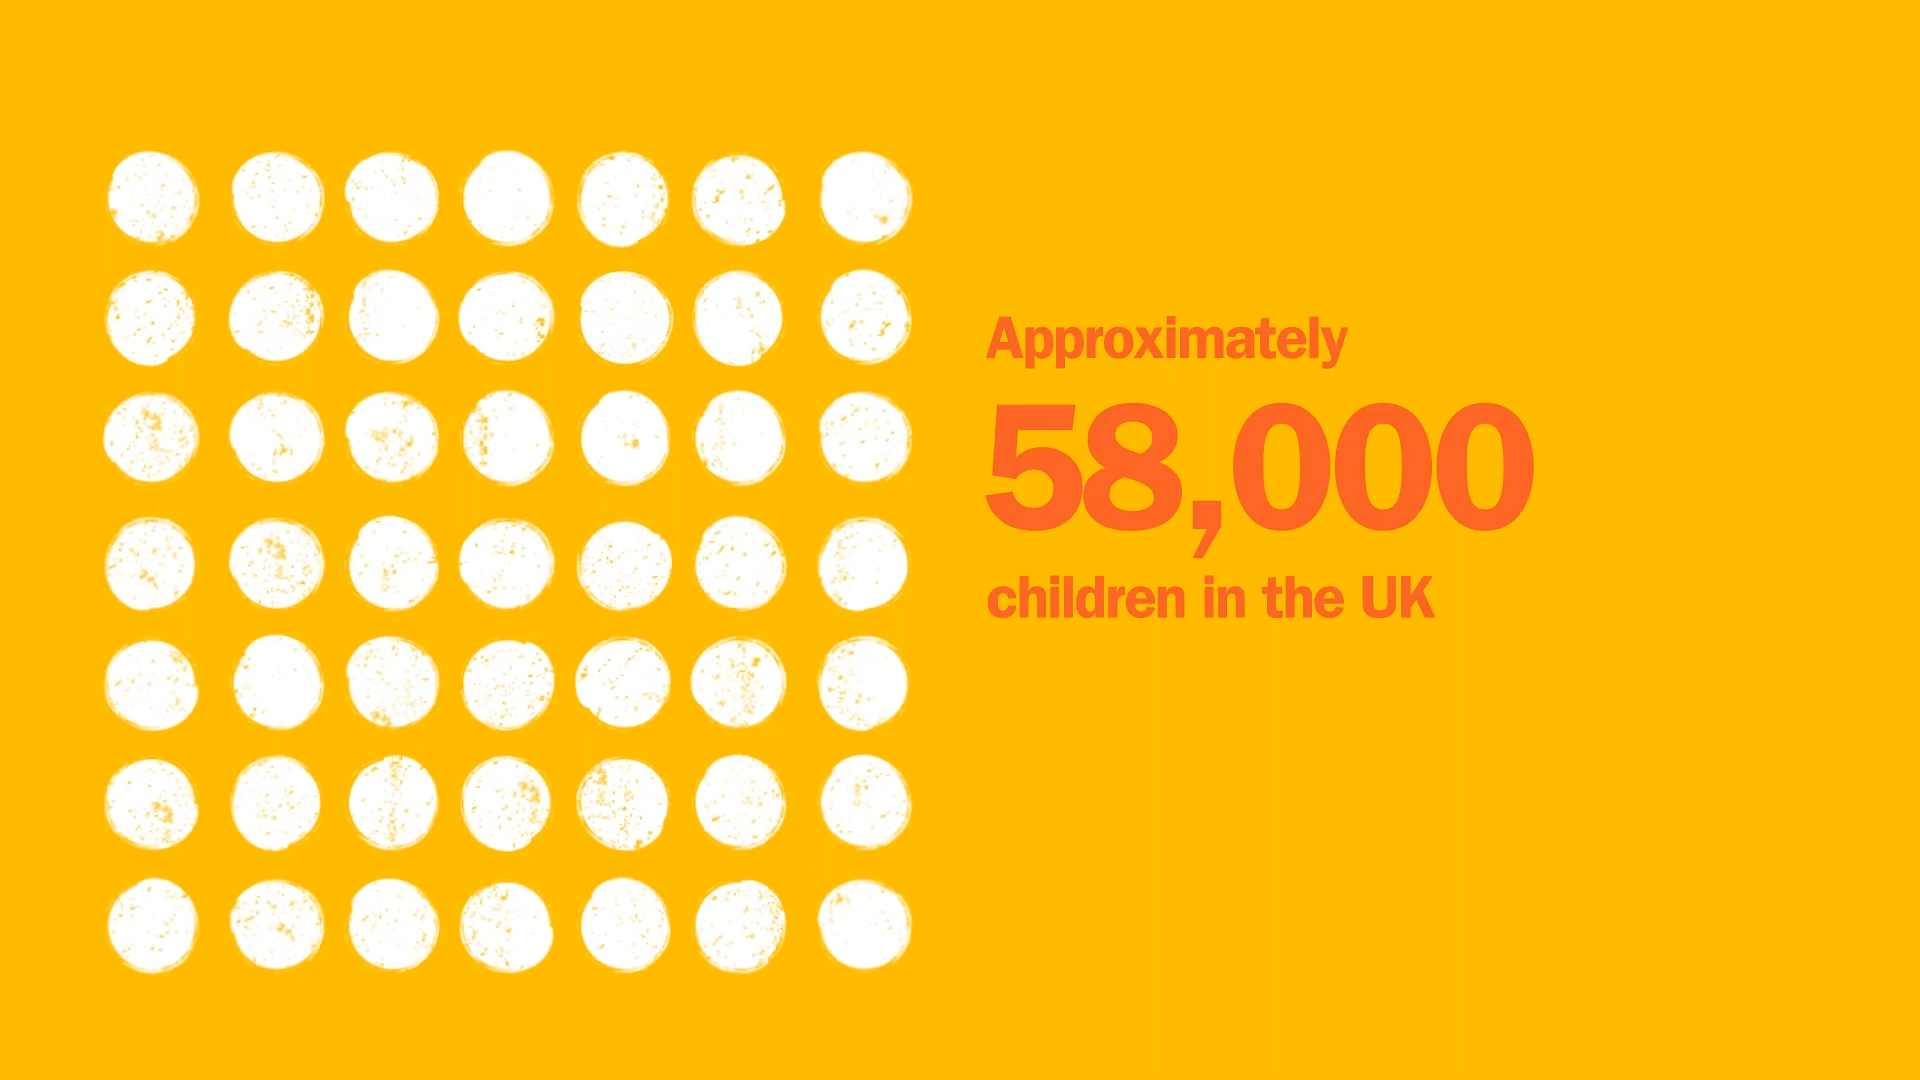 Approximately
58,000
children in the UK